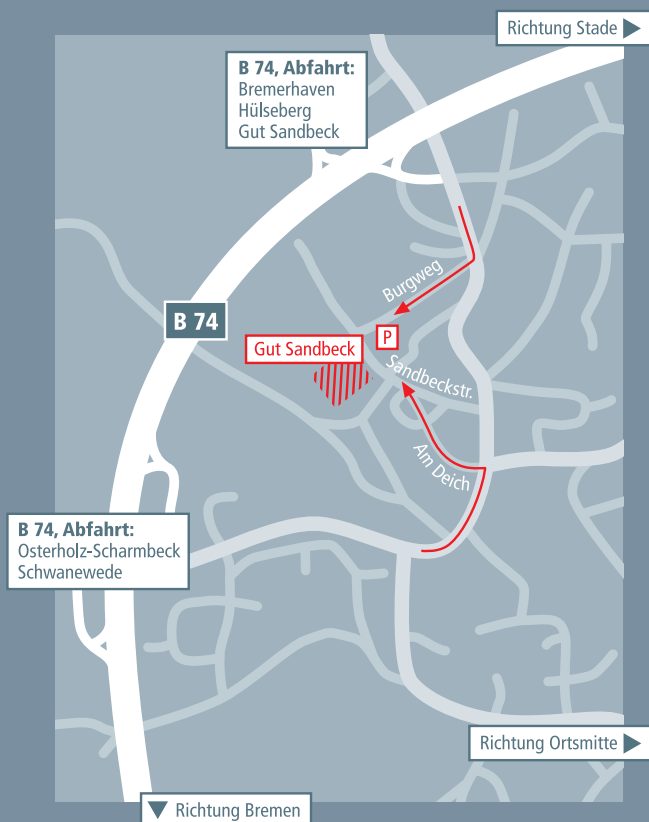 Richtung Stade
B 74, Abfahrt:
Bremerhaven
Hülseberg
Gut Sandbeck
Burgweg
B 74
P
Gut Sandbeck
Sandbeckstr.
Am Deich
B 74, Abfahrt:
Osterholz-Scharmbeck
Schwanewede
Richtung Ortsmitte
Richtung Bremen